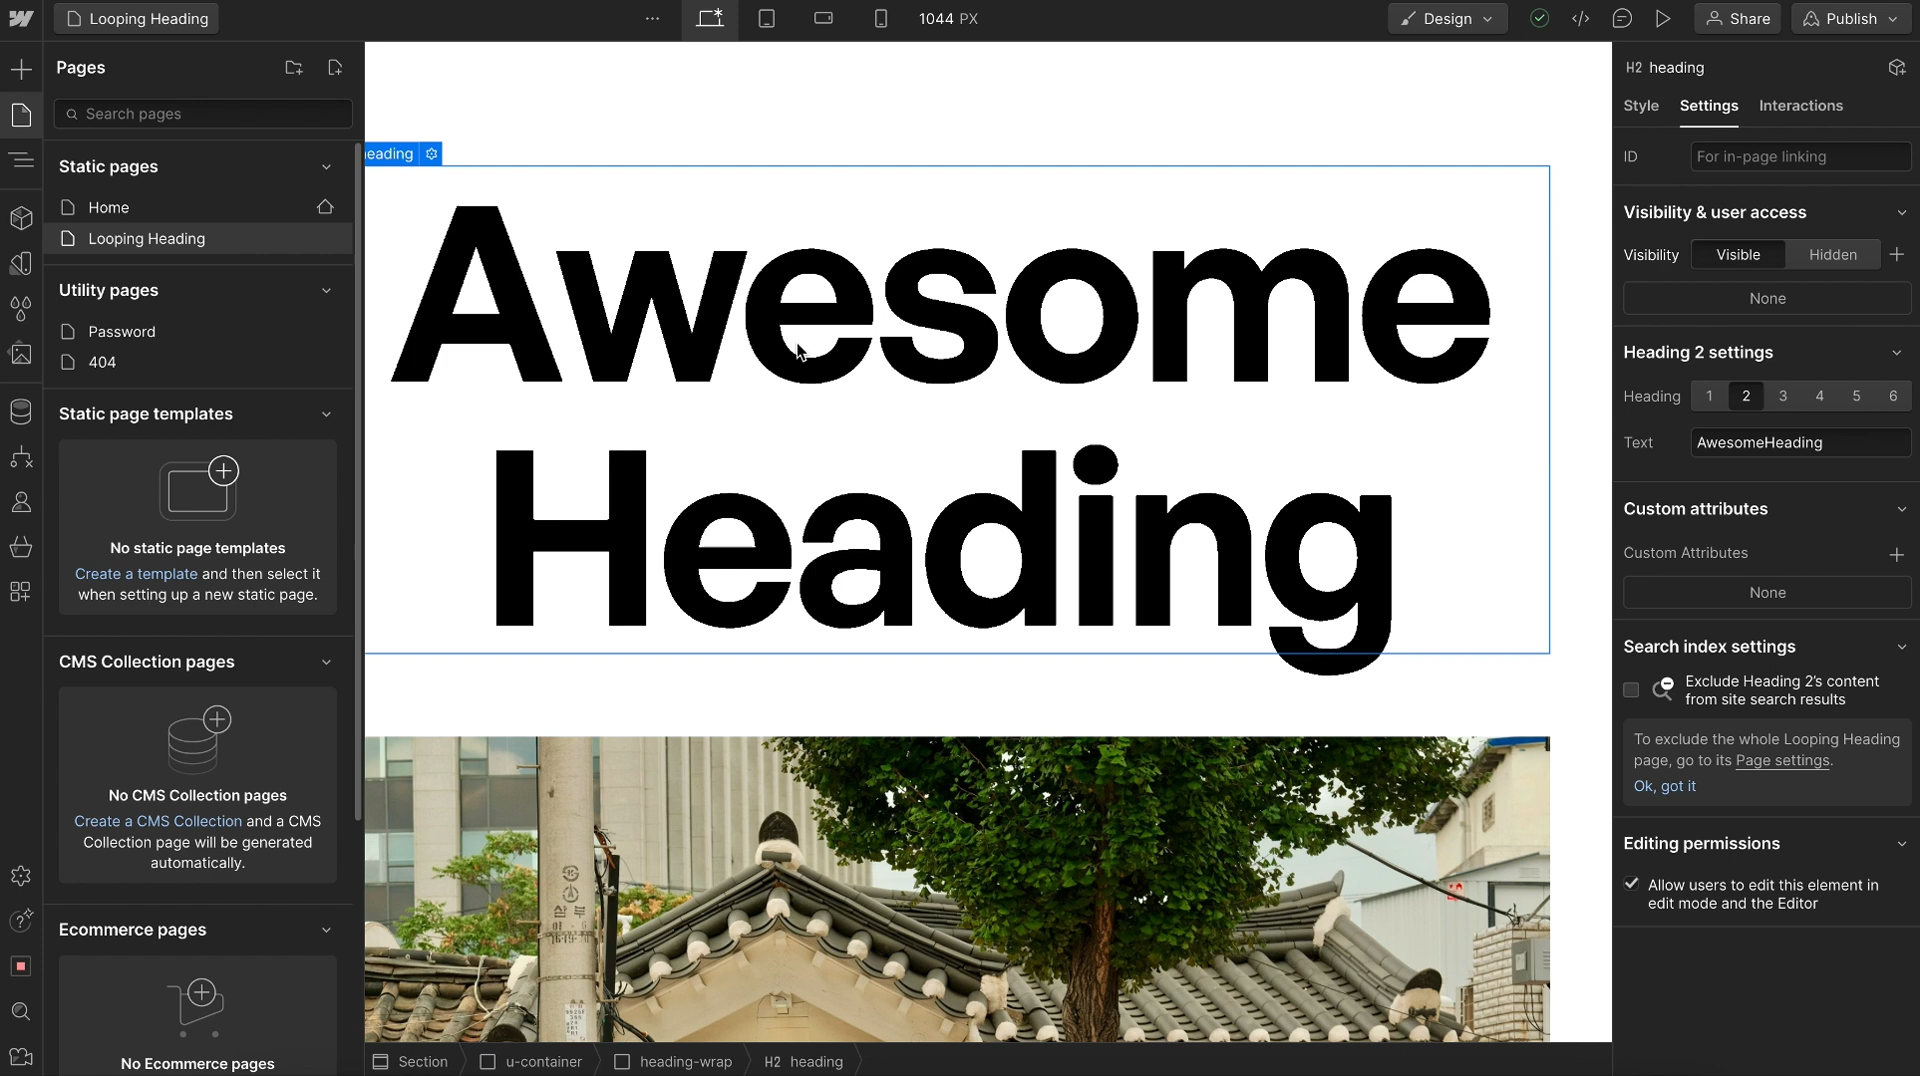 Looping Heading
1044 PX
Design
Share
Publish
Pages
Search pages
Static pages
Home
Looping Heading
Utility pages
Password
404
Static page templates
No static page templates
Create a template and then select it
when setting up a new static page.
CMS Collection pages
No CMS Collection pages
Create a CMS Collection and a CMS
Collection page will be generated
automatically.
Ecommerce pages
No Ecommerce pages
eading
Awesome
Heading
삼부
Section
u-container
heading-wrap
H2 heading
H2 heading
Style
Settings
Interactions
ID
For in-page linking
Visibility & user access
Visibility
Visible
Hidden
None
Heading 2 settings
Heading
1
2
3
4
5
6
Text
AwesomeHeading
Custom attributes
Custom Attributes
None
Search index settings
Exclude Heading 2's content
from site search results
To exclude the whole Looping Heading
page, go to its Page settings.
Ok, got it
Editing permissions
Allow users to edit this element in
edit mode and the Editor